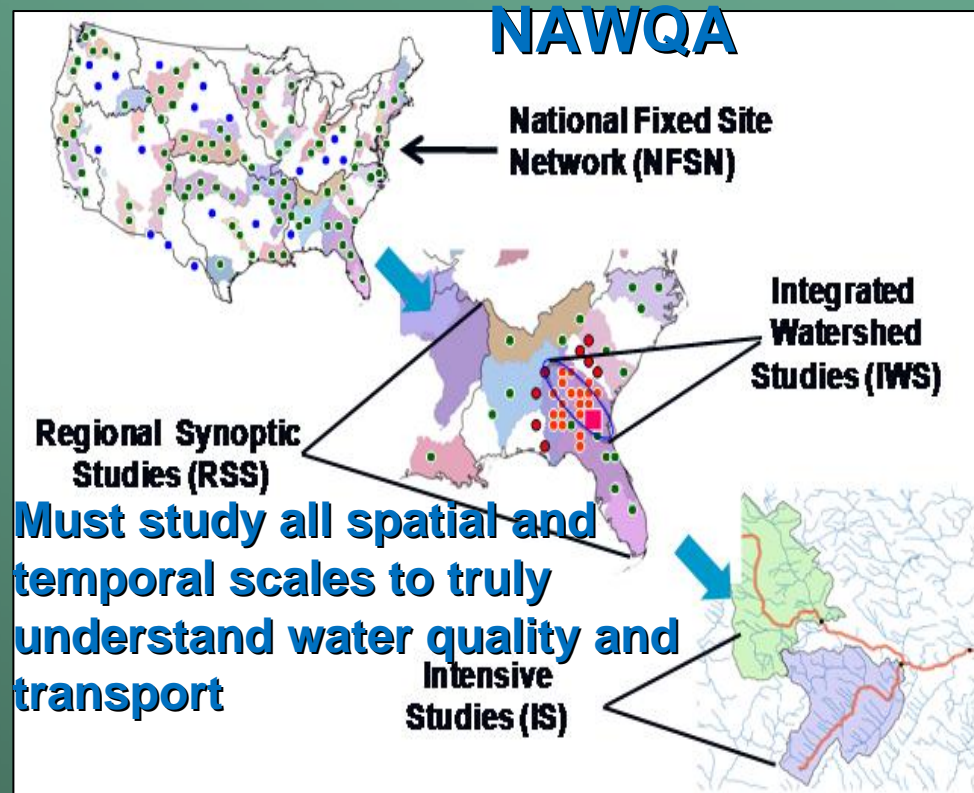 NAWQA
National Fixed Site
Network (NFSN)
Integrated
Watershed
Studies (IWS)
Regional Synoptic
Studies (RSS)
Must study all spatial and
temporal scales to truly
understand water quality and
transport
Intensive
Studies (IS)